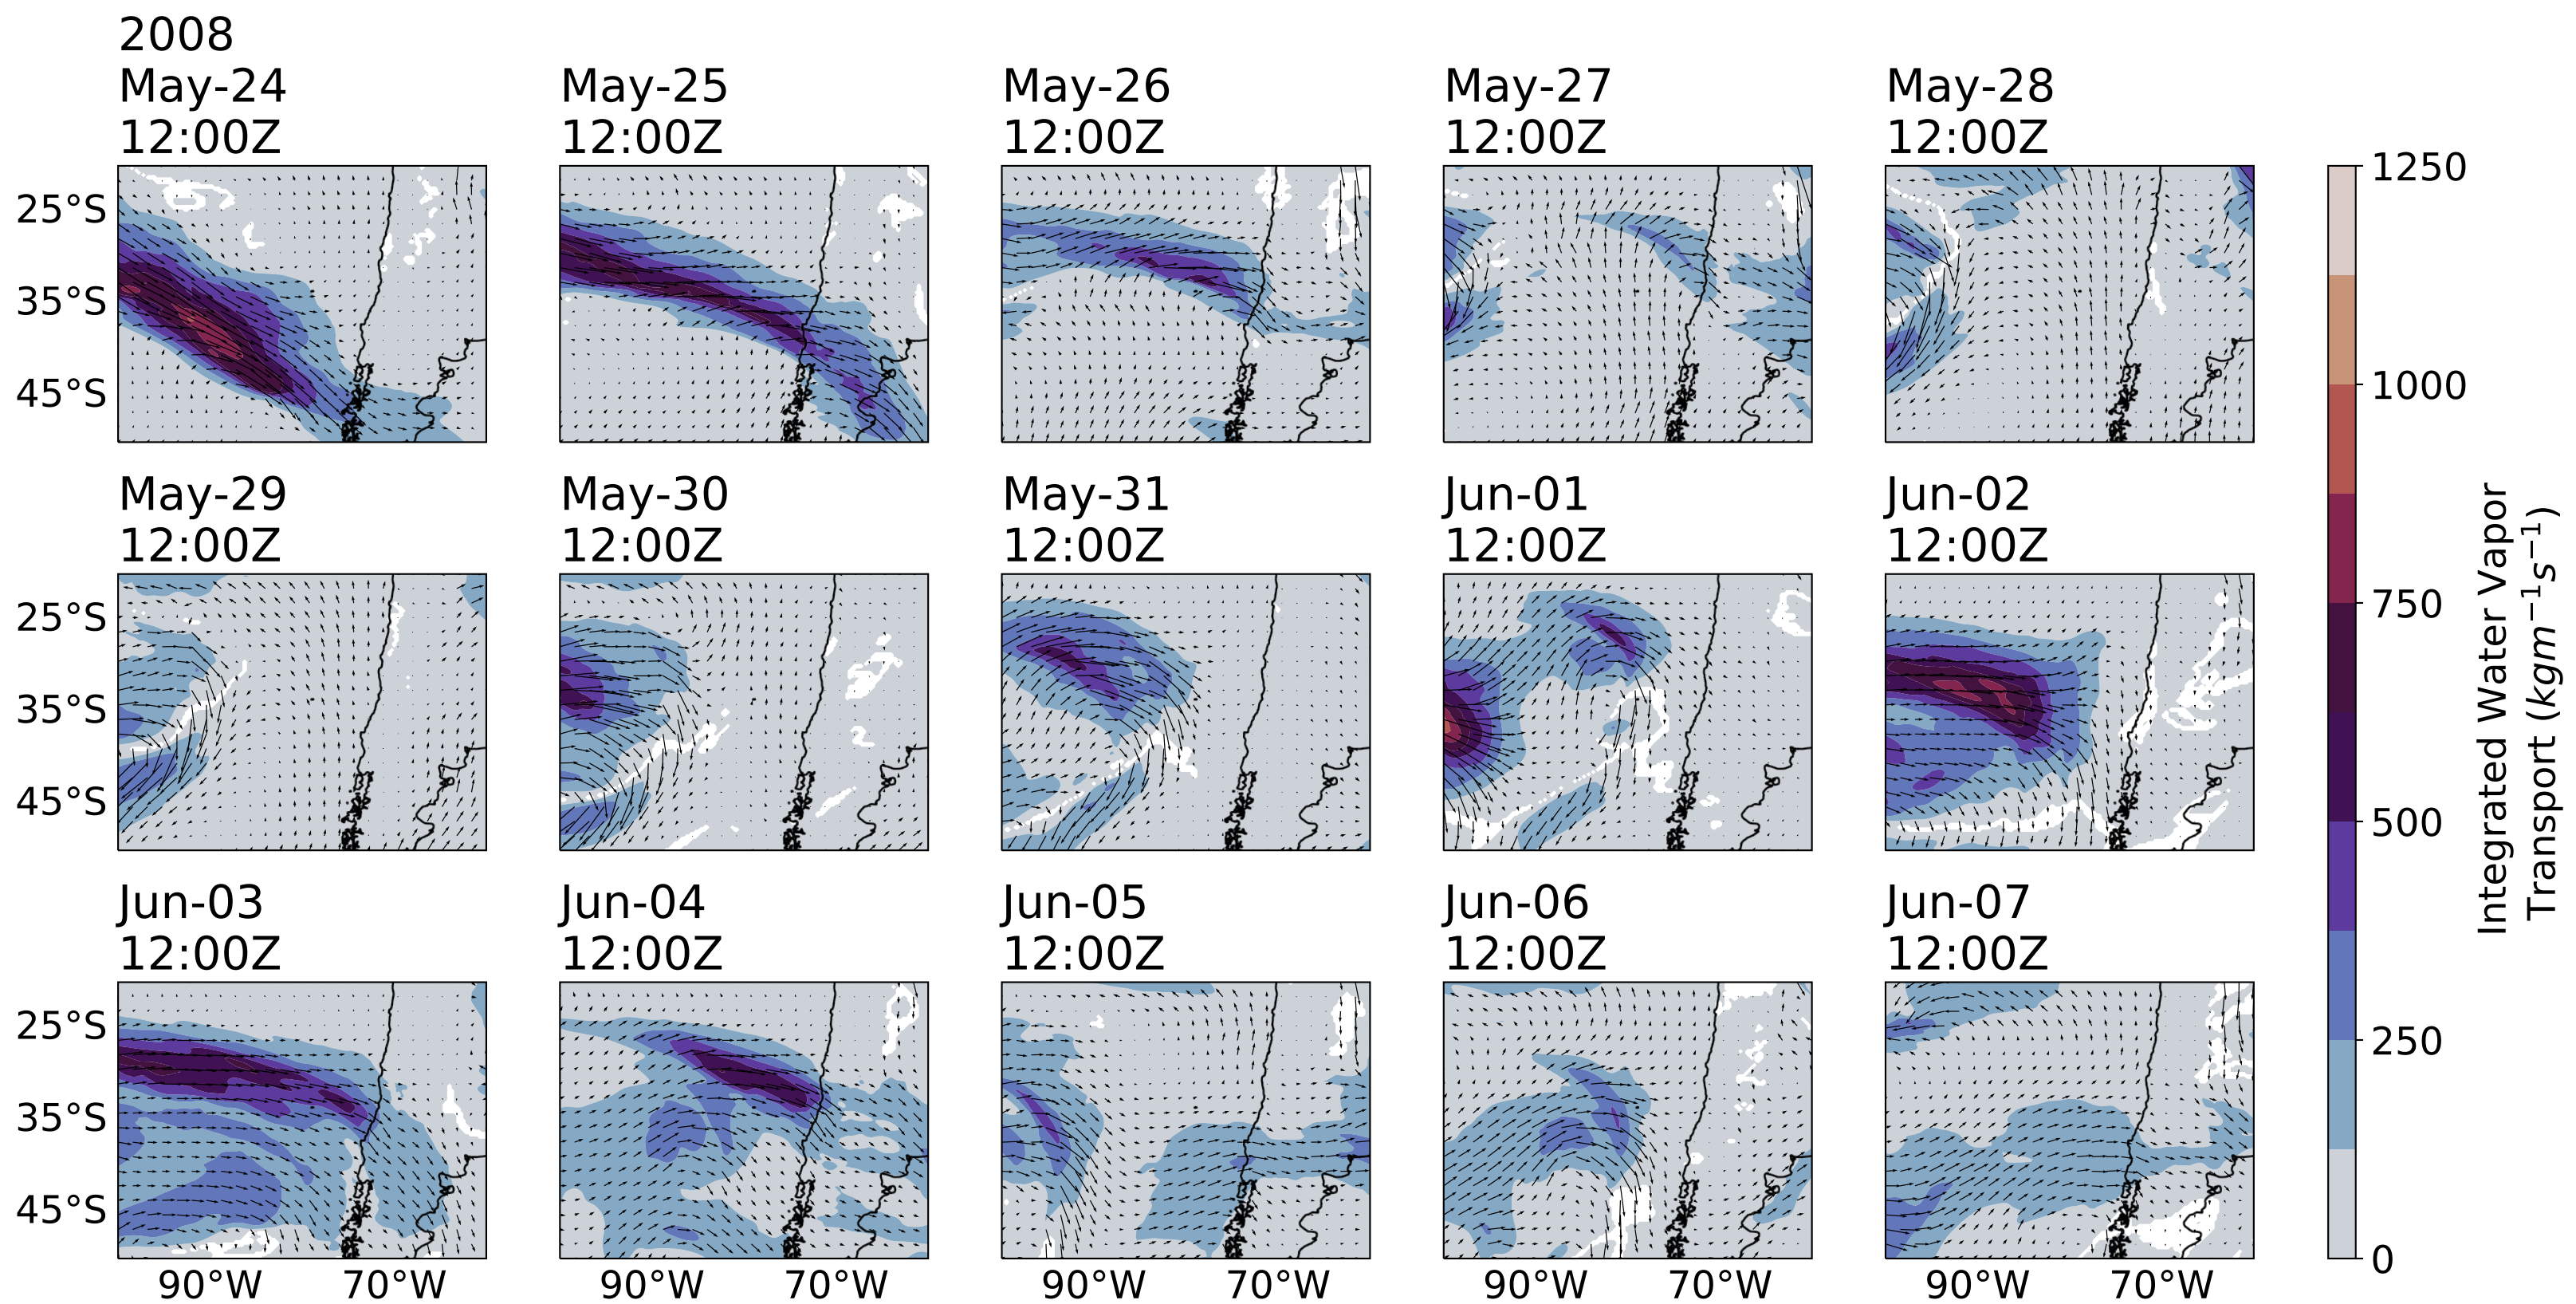 2008
May-24
12:00Z
May-25
12:00Z
May-26
12:00Z
May-27
12:00Z
May-28
12:00Z
25°S
35°S
45°S
May-29
12:00Z
May-30
12:00Z
May-31
12:00Z
Jun-01
12:00Z
Jun-02
12:00Z
25°S
35°S
45°S
Jun-03
12:00Z
Jun-04
12:00Z
Jun-05
12:00Z
Jun-06
12:00Z
Jun-07
12:00Z
25°S
35°S
45°S
90°W 70°W
90°W 70°W
90°W 70°W
90°W 70°W
90°W 70°W
1250
1000
750
500
250
0
Integrated Water Vapor
Transport (kgm⁻¹s⁻¹)